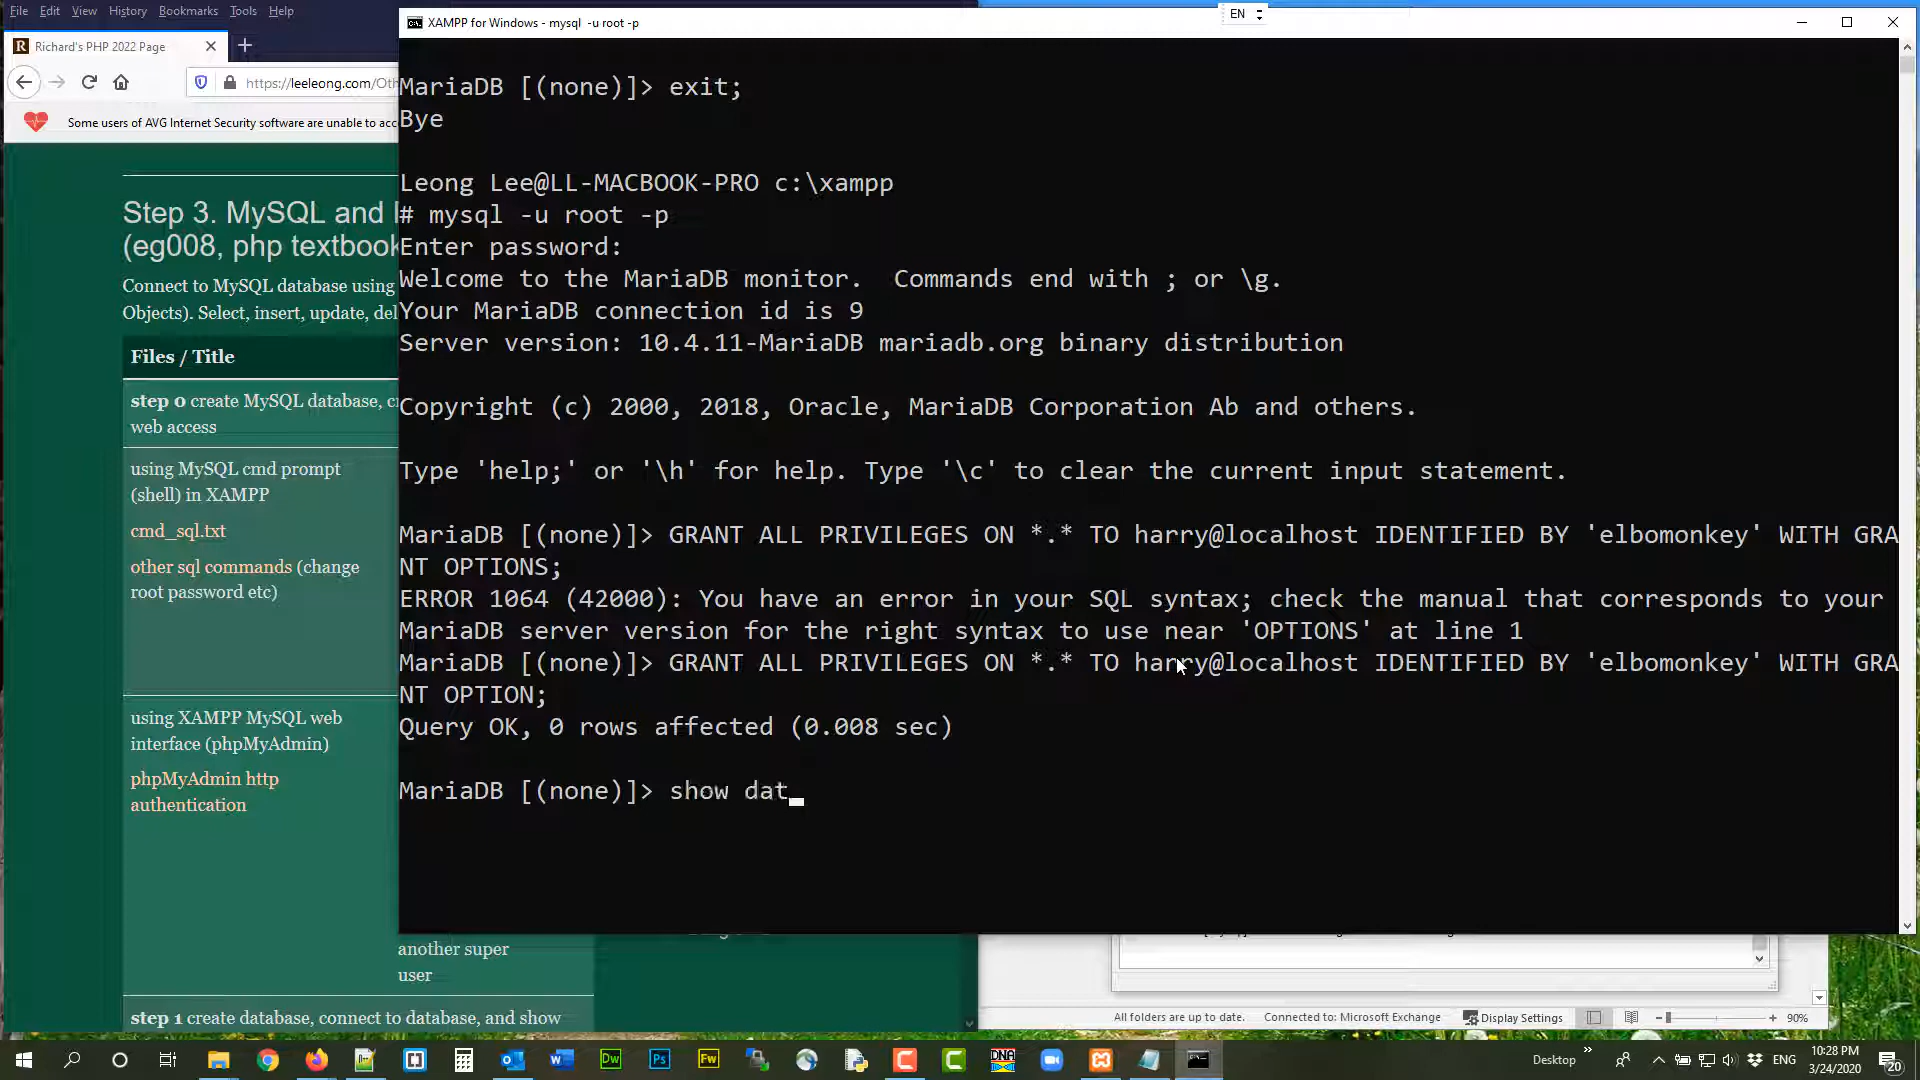 File Edit View History Bookmarks Tools Help
Richard's PHP 2022 Page
https://leeleong.com/Oth
Some users of AVG Internet Security software are unable to acc
Step 3. MySQL and
(eg008, php textbook
Connect to MySQL database using
Objects). Select, insert, update, del
Files / Title
step 0 create MySQL database, c
web access
using MySQL cmd prompt
(shell) in XAMPP
cmd_sql.txt
other sql commands (change
root password etc)
using XAMPP MySQL web
interface (phpMyAdmin)
phpMyAdmin http
authentication
another super
user
step 1 create database, connect to database, and show
XAMPP for Windows - mysql -u root -p
EN
MariaDB [(none)]> exit;
Bye
Leong Lee@LL-MACBOOK-PRO c:\xampp
# mysql -u root -p
Enter password:
Welcome to the MariaDB monitor.  Commands end with ; or \g.
Your MariaDB connection id is 9
Server version: 10.4.11-MariaDB mariadb.org binary distribution
Copyright (c) 2000, 2018, Oracle, MariaDB Corporation Ab and others.
Type 'help;' or '\h' for help. Type '\c' to clear the current input statement.
MariaDB [(none)]> GRANT ALL PRIVILEGES ON *.* TO harry@localhost IDENTIFIED BY 'elbomonkey' WITH GRA
NT OPTIONS;
ERROR 1064 (42000): You have an error in your SQL syntax; check the manual that corresponds to your
MariaDB server version for the right syntax to use near 'OPTIONS' at line 1
MariaDB [(none)]> GRANT ALL PRIVILEGES ON *.* TO harry@localhost IDENTIFIED BY 'elbomonkey' WITH GRA
NT OPTION;
Query OK, 0 rows affected (0.008 sec)
MariaDB [(none)]> show dat_
All folders are up to date. Connected to: Microsoft Exchange Display Settings 90%
Desktop ENG 10:28 PM
3/24/2020 20